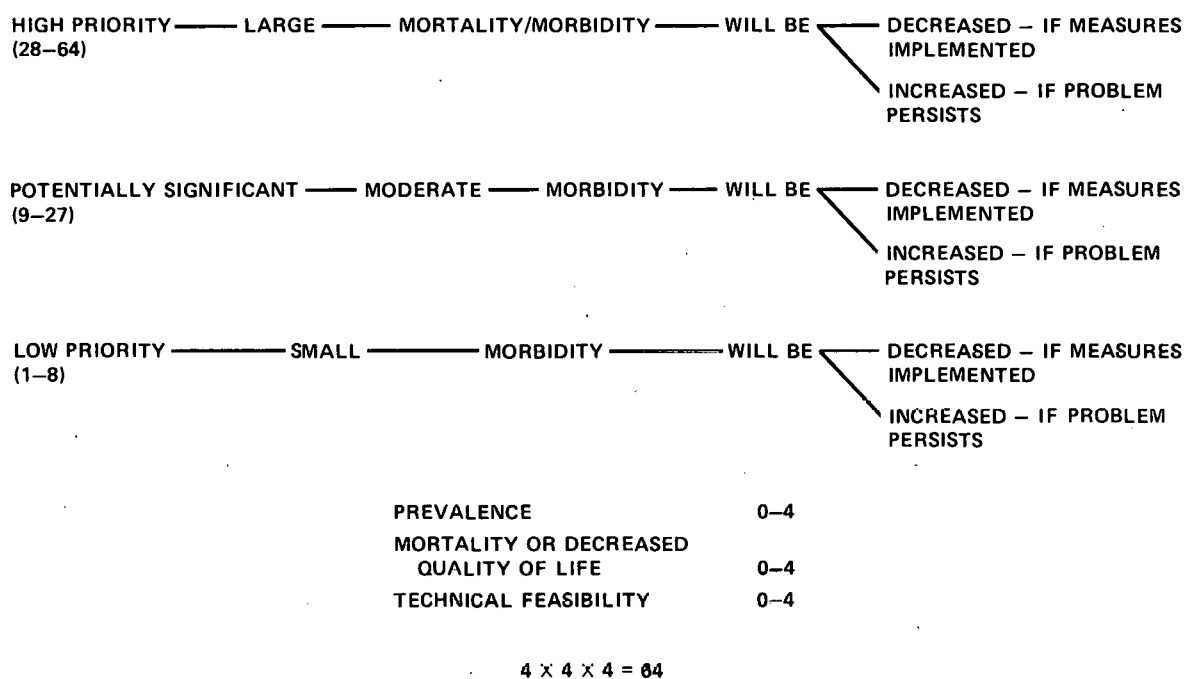 HIGH PRIORITY LARGE MORTALITY/MORBIDITY WILL BE DECREASED – IF MEASURES
(28–64) IMPLEMENTED
INCREASED – IF PROBLEM
PERSISTS
POTENTIALLY SIGNIFICANT MODERATE MORBIDITY WILL BE DECREASED – IF MEASURES
(9–27) IMPLEMENTED
INCREASED – IF PROBLEM
PERSISTS
LOW PRIORITY SMALL MORBIDITY WILL BE DECREASED – IF MEASURES
(1–8) IMPLEMENTED
INCREASED – IF PROBLEM
PERSISTS
PREVALENCE 0–4
MORTALITY OR DECREASED
QUALITY OF LIFE 0–4
TECHNICAL FEASIBILITY 0–4
4 X 4 X 4 = 64